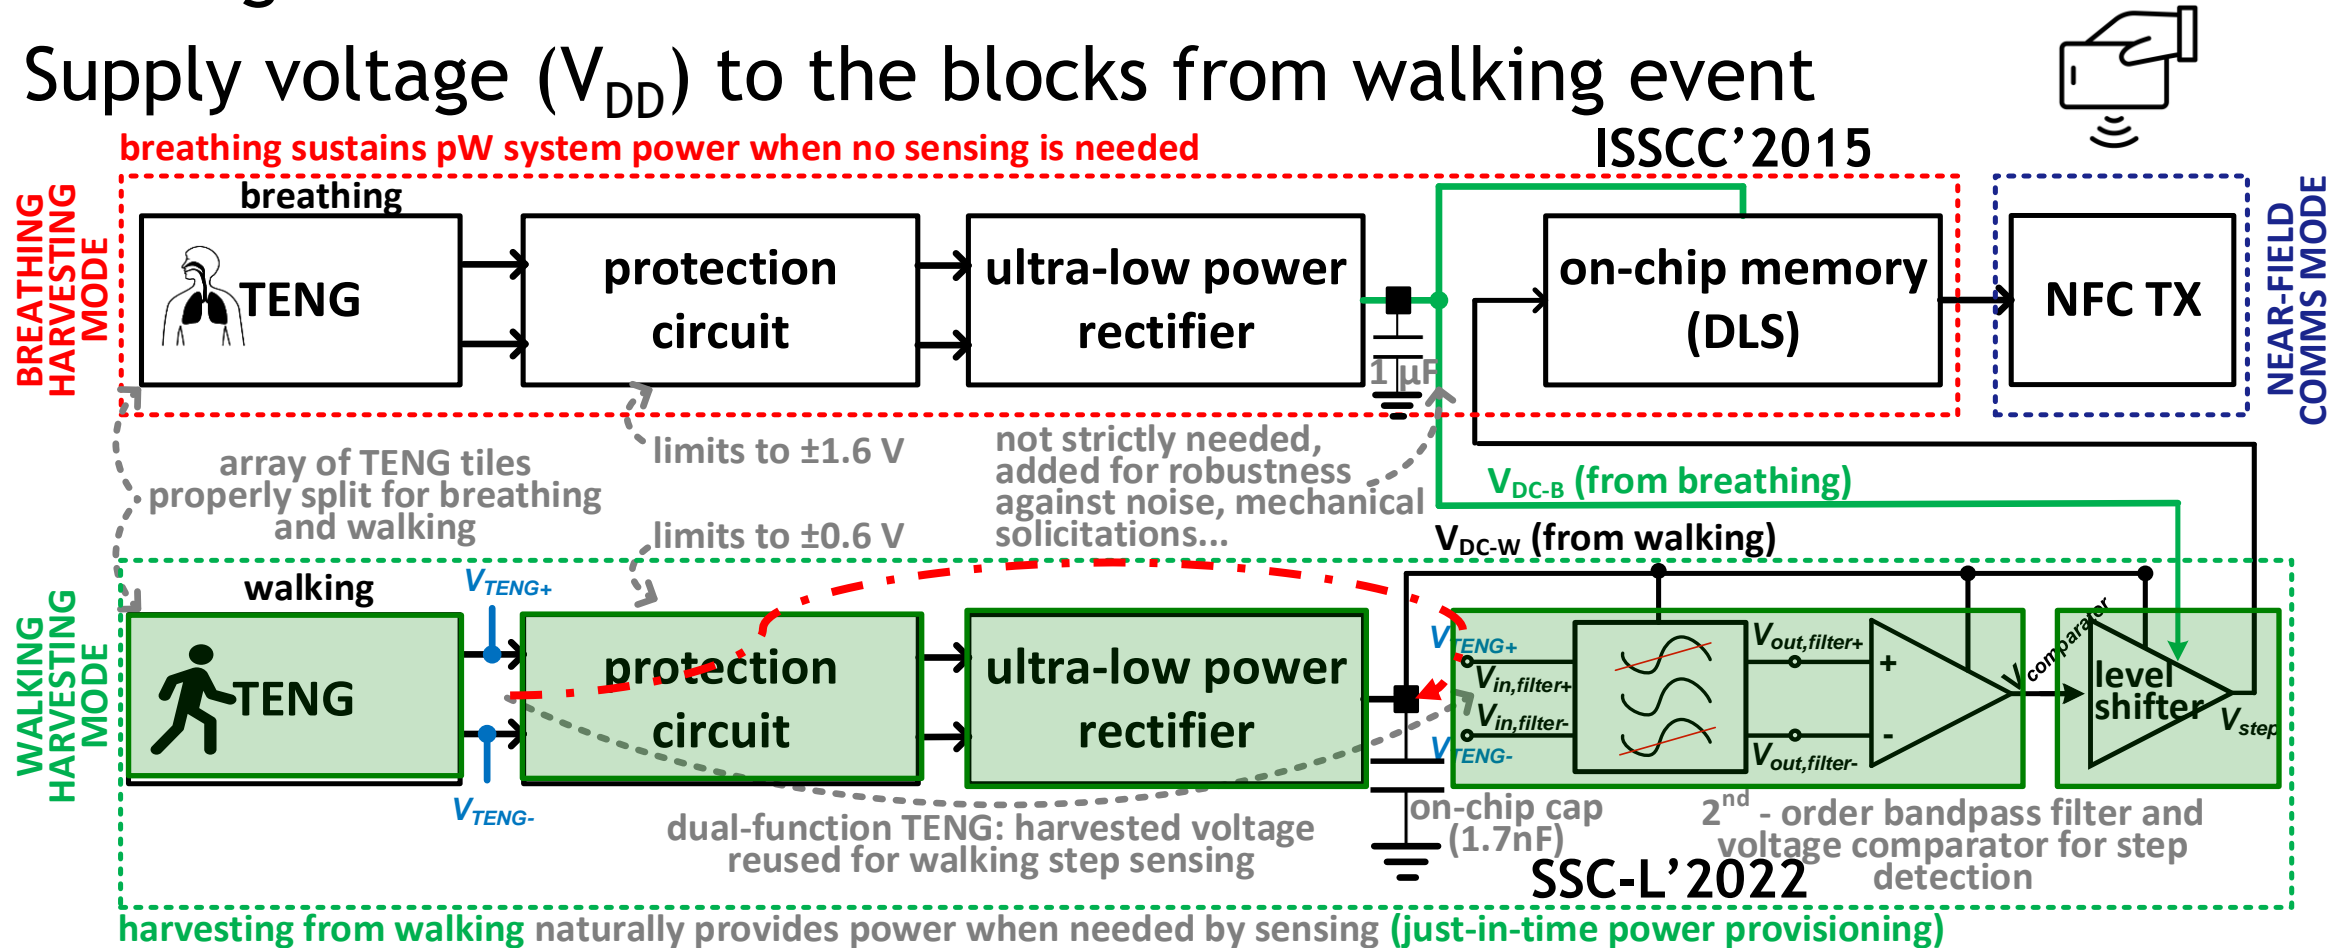 Supply voltage (VDD) to the blocks from walking event
breathing sustains pW system power when no sensing is needed
ISSCC'2015
BREATHING
HARVESTING
MODE
breathing
TENG
protection
circuit
ultra-low power
rectifier
1 µF
on-chip memory
(DLS)
NFC TX
NEAR-FIELD
COMMS MODE
array of TENG tiles
properly split for breathing
and walking
limits to ±1.6 V
limits to ±0.6 V
not strictly needed,
added for robustness
against noise, mechanical
solicitations...
VDC-B (from breathing)
VDC-W (from walking)
WALKING
HARVESTING
MODE
walking
TENG
VTENG+
VTENG-
protection
circuit
ultra-low power
rectifier
VTENG+
Vin,filter+
Vin,filter-
VTENG-
Vout,filter+
Vout,filter-
+
-
Vcomparator
level
shifter
Vstep
dual-function TENG: harvested voltage
reused for walking step sensing
on-chip cap
(1.7nF)
2nd - order bandpass filter and
voltage comparator for step
detection
SSC-L'2022
harvesting from walking naturally provides power when needed by sensing (just-in-time power provisioning)